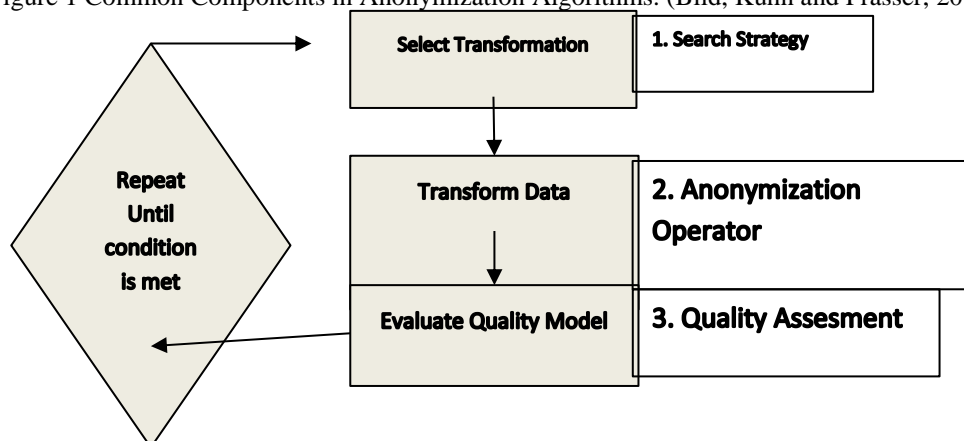 Figure 1 Common Components in Anonymization Algorithms. (Bild, Kuhn and Prasser, 20
Select Transformation
1. Search Strategy
Repeat
Until
condition
is met
Transform Data
2. Anonymization
Operator
Evaluate Quality Model
3. Quality Assesment